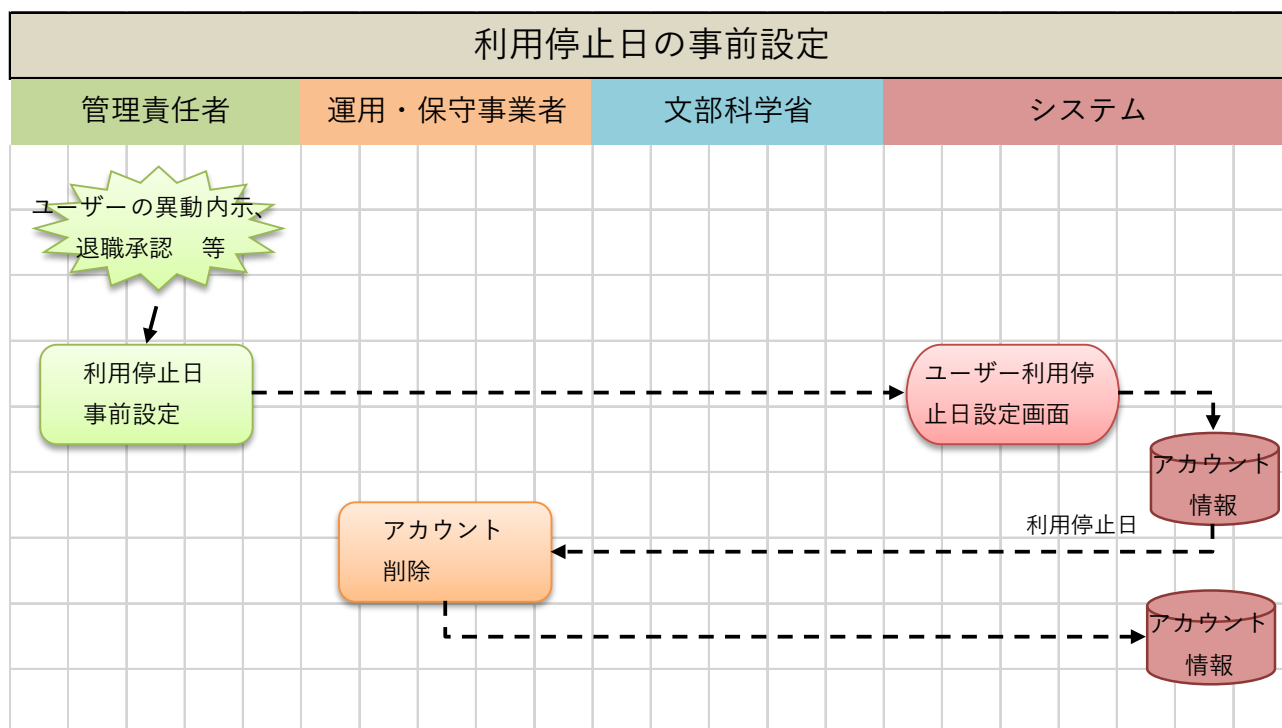 利用停止日の事前設定
管理責任者
運用・保守事業者
文部科学省
システム
ユーザーの異動内示、
退職承認　等
利用停止日
事前設定
ユーザー利用停
止日設定画面
アカウント
情報
利用停止日
アカウント
削除
アカウント
情報